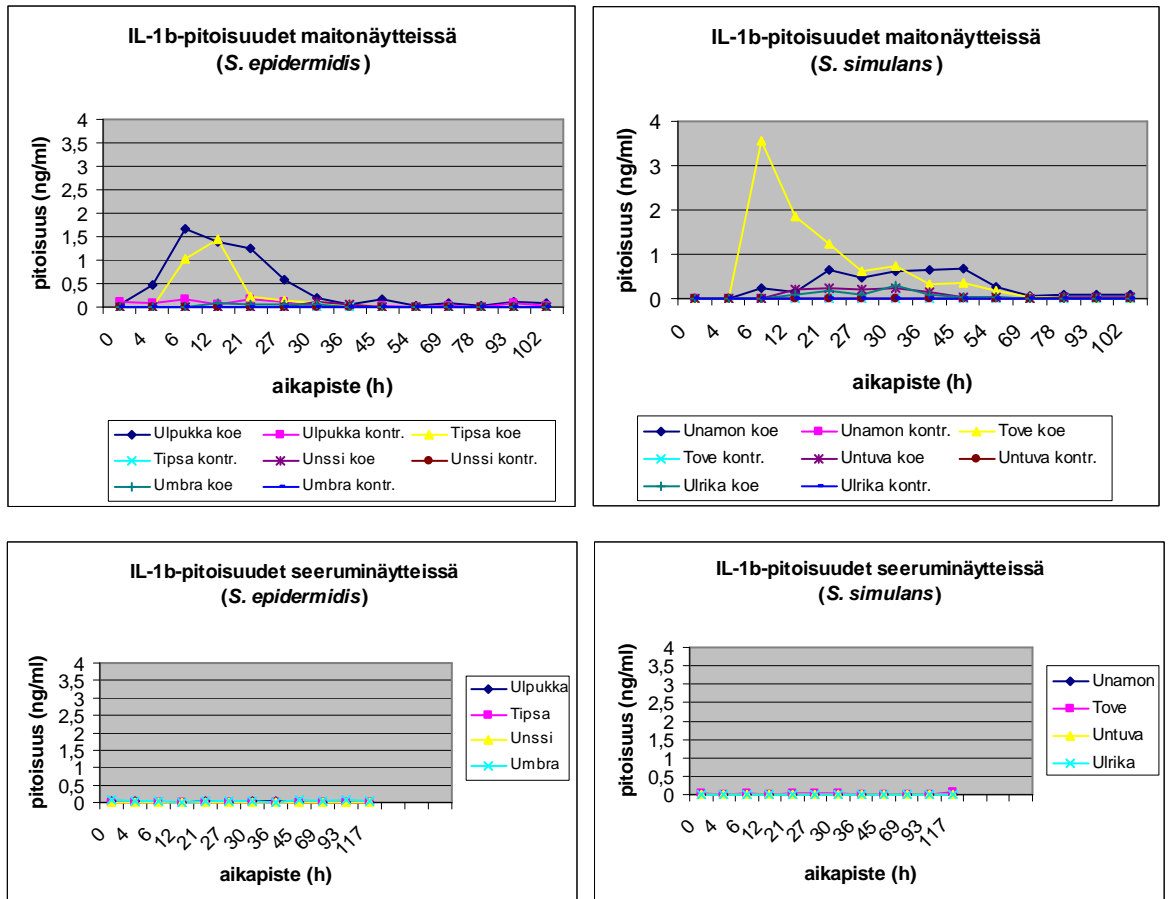 IL-1b-pitoisuudet maitonäytteissä
(S. epidermidis)
pitoisuus (ng/ml)
4
3,5
3
2,5
2
1,5
1
0,5
0
0 4 6 12 21 27 30 36 45 54 69 78 93 102
aikapiste (h)
Ulpukka koe Ulpukka kontr. Tipsa koe
Tipsa kontr. Unssi koe Unssi kontr.
Umbra koe Umbra kontr.
IL-1b-pitoisuudet maitonäytteissä
(S. simulans)
pitoisuus (ng/ml)
4
3
2
1
0
0 4 6 12 21 27 30 36 45 54 69 78 93 102
aikapiste (h)
Unamon koe Unamon kontr. Tove koe
Tove kontr. Untuva koe Untuva kontr.
Ulrika koe Ulrika kontr.
IL-1b-pitoisuudet seeruminäytteissä
(S. epidermidis)
pitoisuus (ng/ml)
4
3,5
3
2,5
2
1,5
1
0,5
0
0 4 6 12 21 27 30 36 45 69 93 117
aikapiste (h)
Ulpukka
Tipsa
Unssi
Umbra
IL-1b-pitoisuudet seeruminäytteissä
(S. simulans)
pitoisuus (ng/ml)
4
3,5
3
2,5
2
1,5
1
0,5
0
0 4 6 12 21 27 30 36 45 69 93 117
aikapiste (h)
Unamon
Tove
Untuva
Ulrika